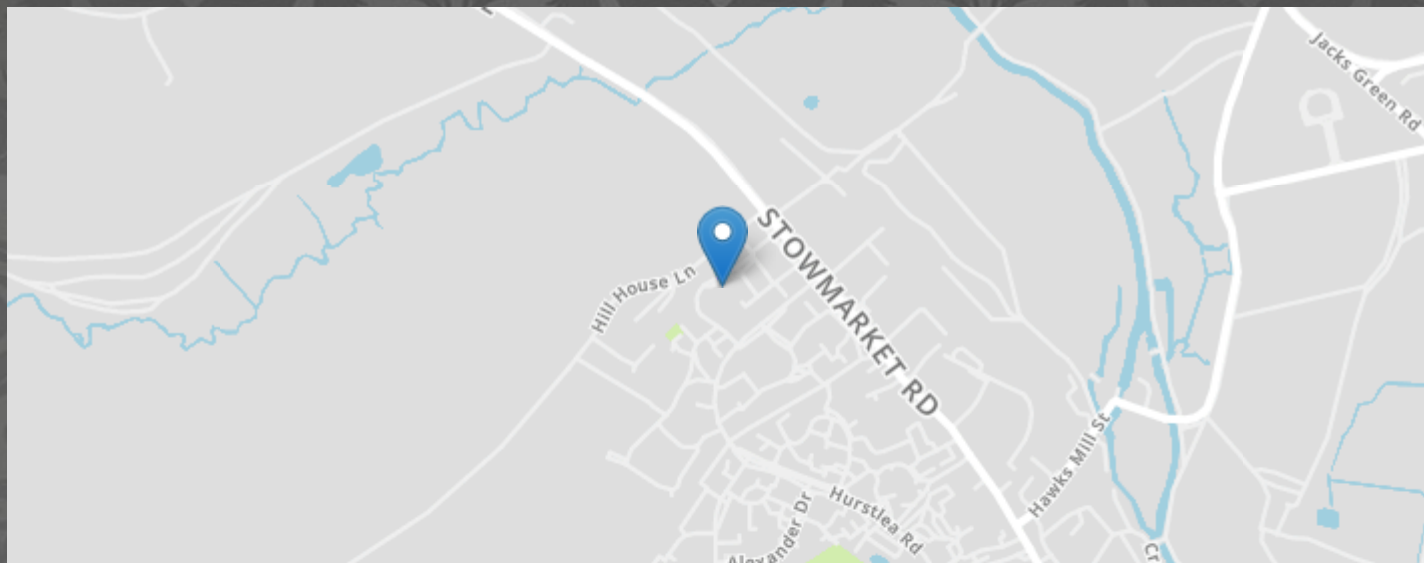 Jacks Green Rd
STOWMARKET RD
Hill House Ln
Hawks Mill St
Hurstlea Rd
Alexander Dr